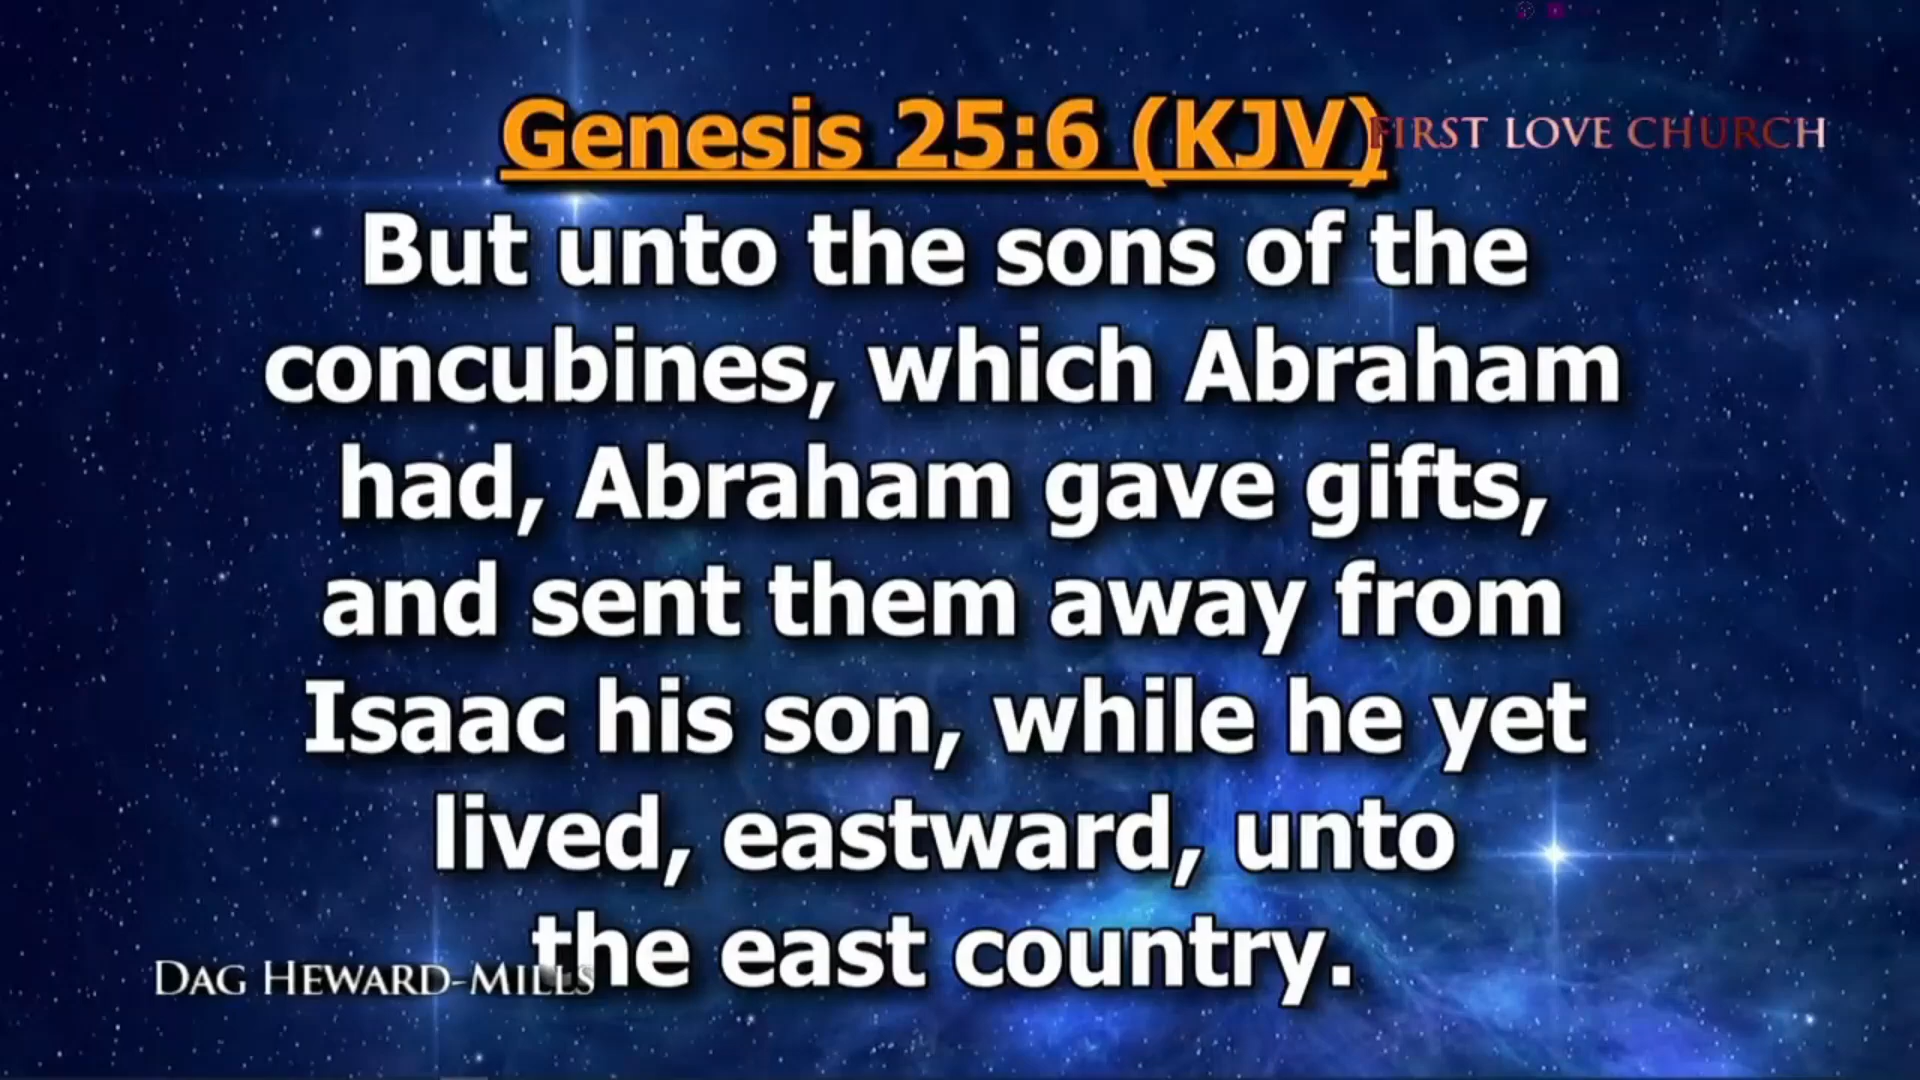 Genesis 25:6 (KJV)
FIRST LOVE CHURCH
But unto the sons of the
concubines, which Abraham
had, Abraham gave gifts,
and sent them away from
Isaac his son, while he yet
lived, eastward, unto
the east country.
DAG HEWARD-MILLS